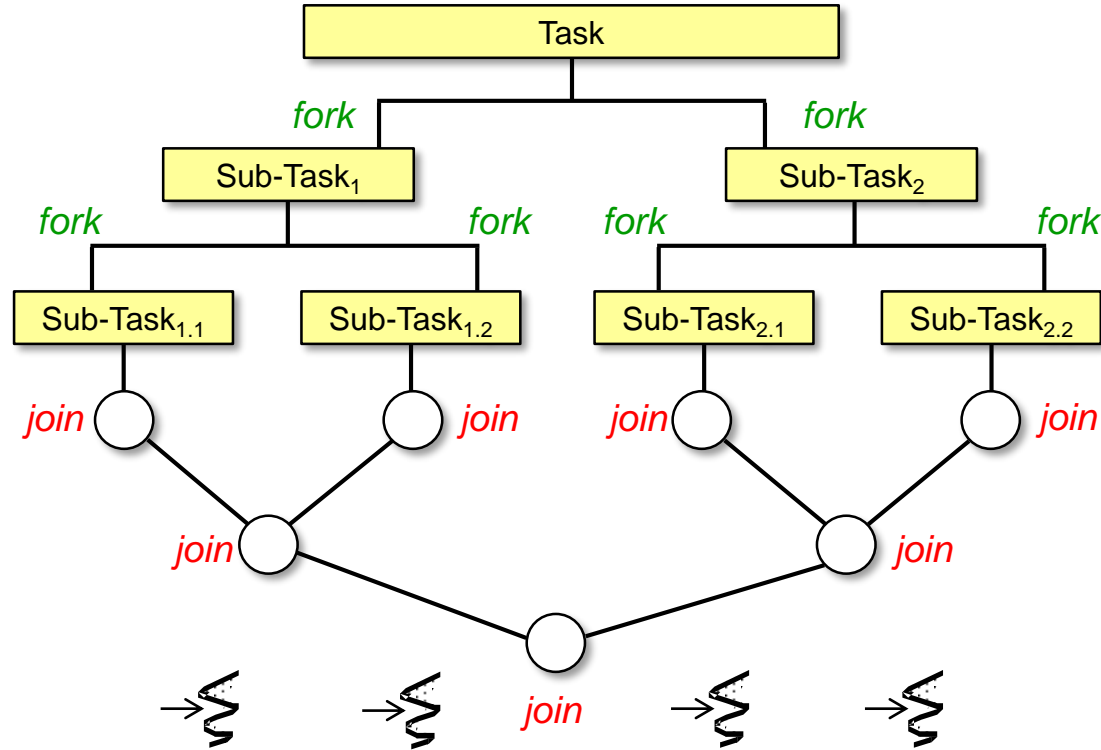 Task
fork fork
Sub-Task₁ Sub-Task₂
fork fork fork fork
Sub-Task₁.₁ Sub-Task₁.₂ Sub-Task₂.₁ Sub-Task₂.₂
join join join join
join join
join